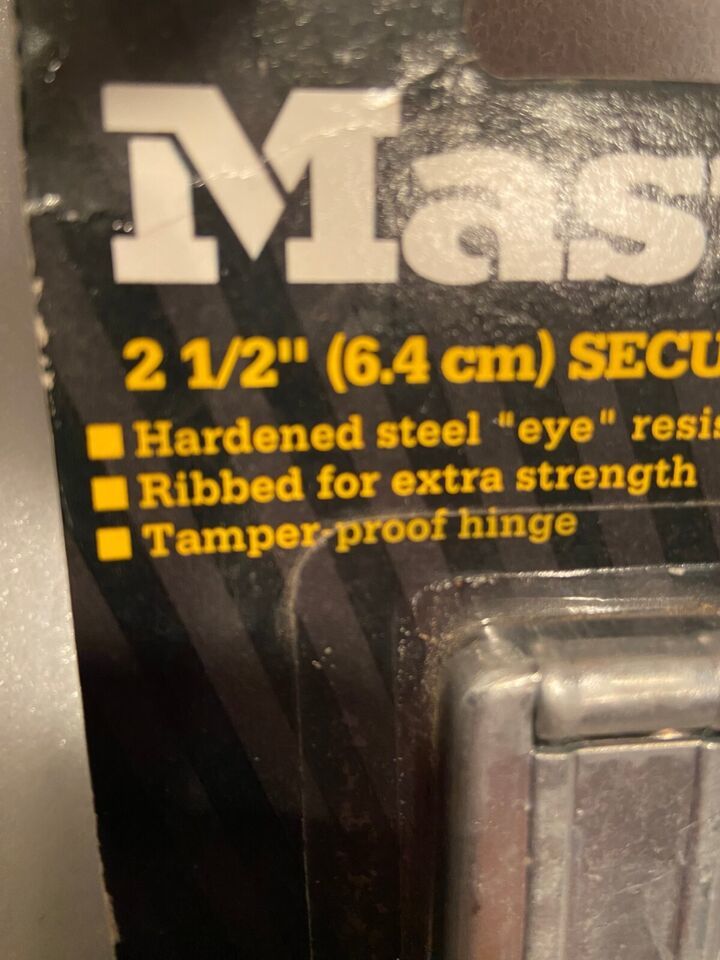 Mas
2 1/2" (6.4 cm) SECU
Hardened steel "eye" resis
Ribbed for extra strength
Tamper-proof hinge